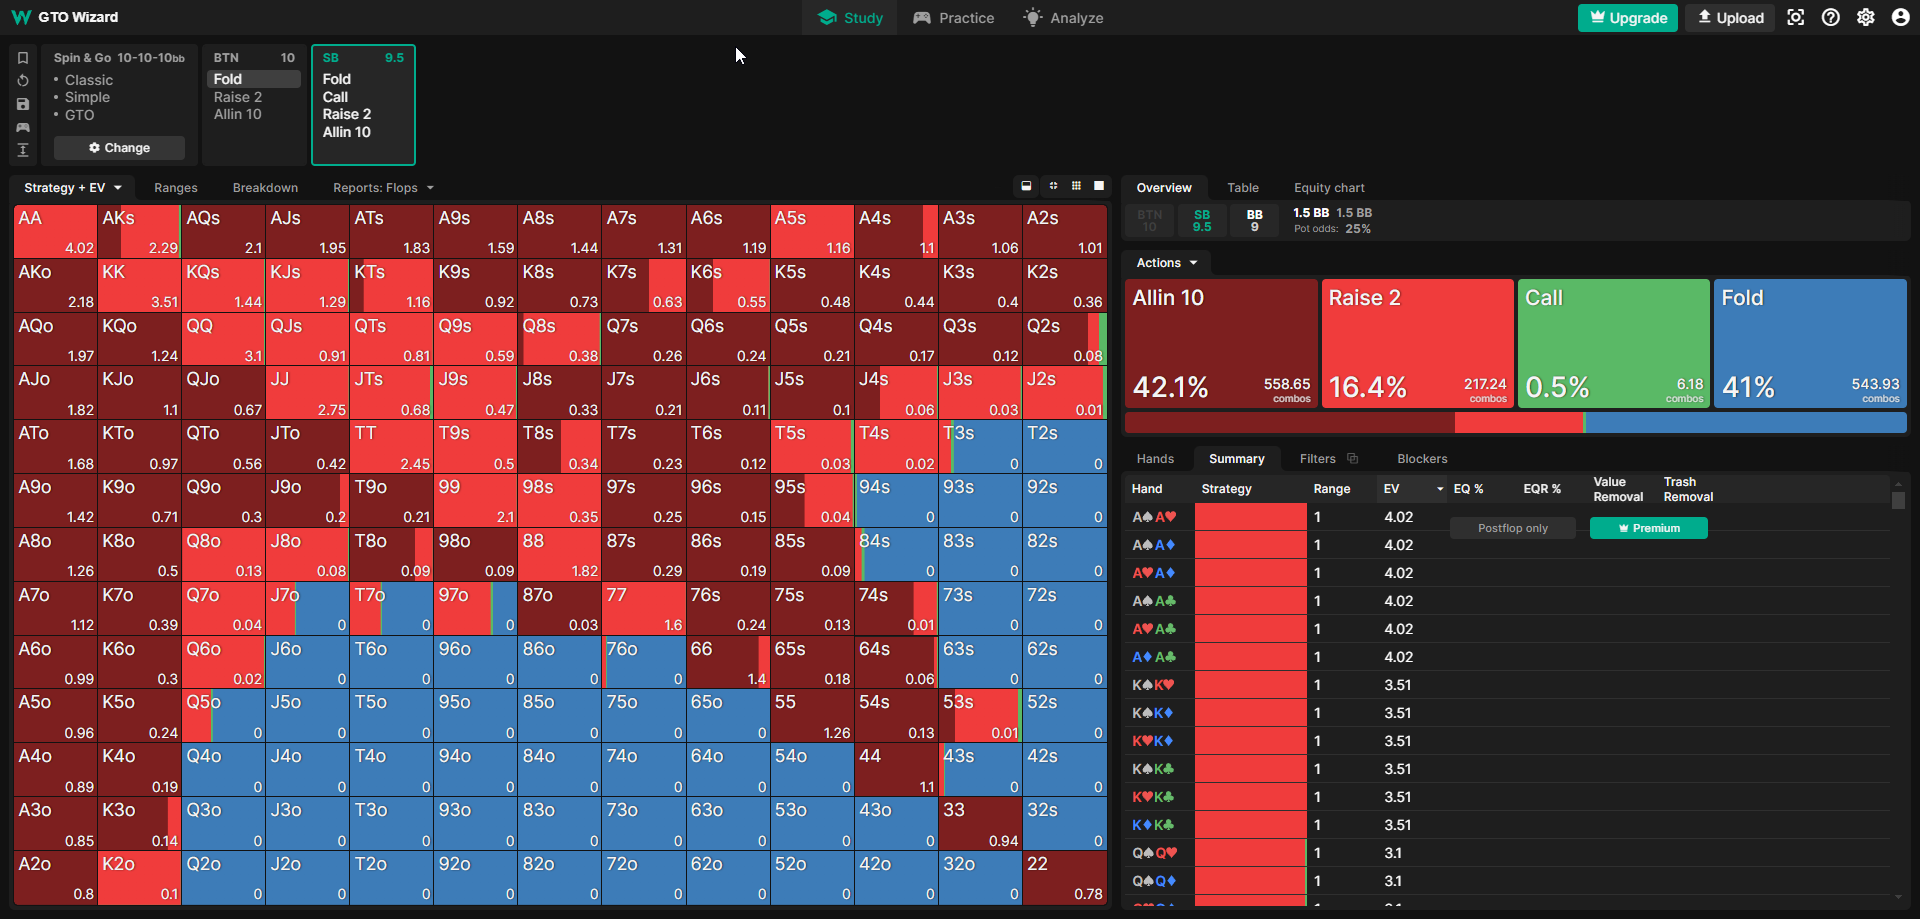 GTO Wizard
Study
Practice
Analyze
Upgrade
Upload
Spin & Go 10-10-10bb
• Classic
• Simple
• GTO
Change
BTN 10
Fold
Raise 2
Allin 10
SB 9.5
Fold
Call
Raise 2
Allin 10
Strategy + EV
Ranges
Breakdown
Reports: Flops
AA AKs AQs AJs ATs A9s A8s A7s A6s A5s A4s A3s A2s
4.02 2.29 2.1 1.95 1.83 1.59 1.44 1.31 1.19 1.16 1.1 1.06 1.01
AKo KK KQs KJs KTs K9s K8s K7s K6s K5s K4s K3s K2s
2.18 3.51 1.44 1.29 1.16 0.92 0.73 0.63 0.55 0.48 0.44 0.4 0.36
AQo KQo QQ QJs QTs Q9s Q8s Q7s Q6s Q5s Q4s Q3s Q2s
1.97 1.24 3.1 0.91 0.81 0.59 0.38 0.26 0.24 0.21 0.17 0.12 0.08
AJo KJo QJo JJ JTs J9s J8s J7s J6s J5s J4s J3s J2s
1.82 1.1 0.67 2.75 0.68 0.47 0.33 0.21 0.11 0.1 0.06 0.03 0.01
ATo KTo QTo JTo TT T9s T8s T7s T6s T5s T4s T3s T2s
1.68 0.97 0.56 0.42 2.45 0.5 0.34 0.23 0.12 0.03 0.02 0 0
A9o K9o Q9o J9o T9o 99 98s 97s 96s 95s 94s 93s 92s
1.42 0.71 0.3 0.2 0.21 2.1 0.35 0.25 0.15 0.04 0 0 0
A8o K8o Q8o J8o T8o 98o 88 87s 86s 85s 84s 83s 82s
1.26 0.5 0.13 0.08 0.09 0.09 1.82 0.29 0.19 0.09 0 0 0
A7o K7o Q7o J7o T7o 97o 87o 77 76s 75s 74s 73s 72s
1.12 0.39 0.04 0 0 0 0.03 1.6 0.24 0.13 0.01 0 0
A6o K6o Q6o J6o T6o 96o 86o 76o 66 65s 64s 63s 62s
0.99 0.3 0.02 0 0 0 0 0 1.4 0.18 0.06 0 0
A5o K5o Q5o J5o T5o 95o 85o 75o 65o 55 54s 53s 52s
0.96 0.24 0 0 0 0 0 0 0 1.26 0.13 0.01 0
A4o K4o Q4o J4o T4o 94o 84o 74o 64o 54o 44 43s 42s
0.89 0.19 0 0 0 0 0 0 0 0 1.1 0 0
A3o K3o Q3o J3o T3o 93o 83o 73o 63o 53o 43o 33 32s
0.85 0.14 0 0 0 0 0 0 0 0 0 0.94 0
A2o K2o Q2o J2o T2o 92o 82o 72o 62o 52o 42o 32o 22
0.8 0.1 0 0 0 0 0 0 0 0 0 0 0.78
Overview
Table
Equity chart
BTN SB BB
10 9.5 9
1.5 BB 1.5 BB
Pot odds: 25%
Actions
Allin 10 Raise 2 Call Fold
42.1% 558.65 combos 16.4% 217.24 combos 0.5% 6.18 combos 41% 543.93 combos
Hands
Summary
Filters
Blockers
Hand Strategy Range EV EQ % EQR % Value Removal Trash Removal
Postflop only
Premium
A♠A♥ 1 4.02
A♠A♦ 1 4.02
A♥A♦ 1 4.02
A♠A♣ 1 4.02
A♥A♣ 1 4.02
A♦A♣ 1 4.02
K♠K♥ 1 3.51
K♠K♦ 1 3.51
K♥K♦ 1 3.51
K♠K♣ 1 3.51
K♥K♣ 1 3.51
K♦K♣ 1 3.51
Q♠Q♥ 1 3.1
Q♠Q♦ 1 3.1